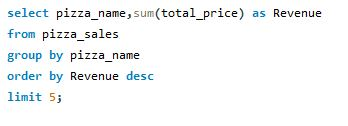 select pizza_name,sum(total_price) as Revenue
from pizza_sales
group by pizza_name
order by Revenue desc
limit 5;